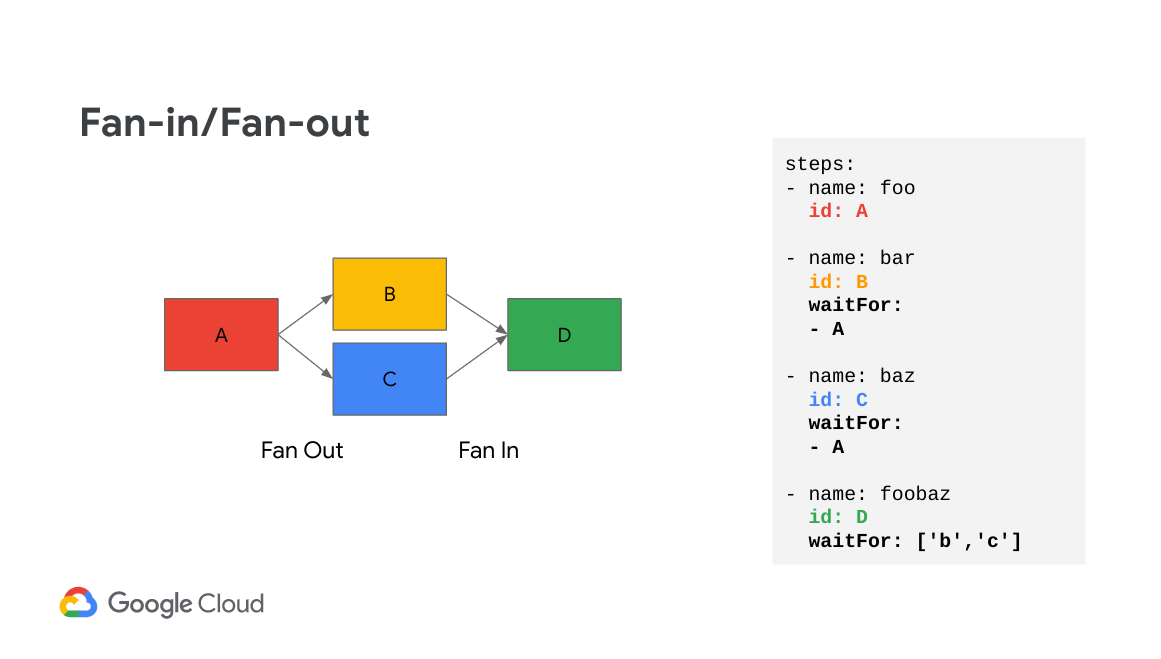 Fan-in/Fan-out
A
B
C
D
Fan Out
Fan In
steps:
- name: foo
  id: A

- name: bar
  id: B
  waitFor:
  - A

- name: baz
  id: C
  waitFor:
  - A

- name: foobaz
  id: D
  waitFor: ['b','c']
Google Cloud